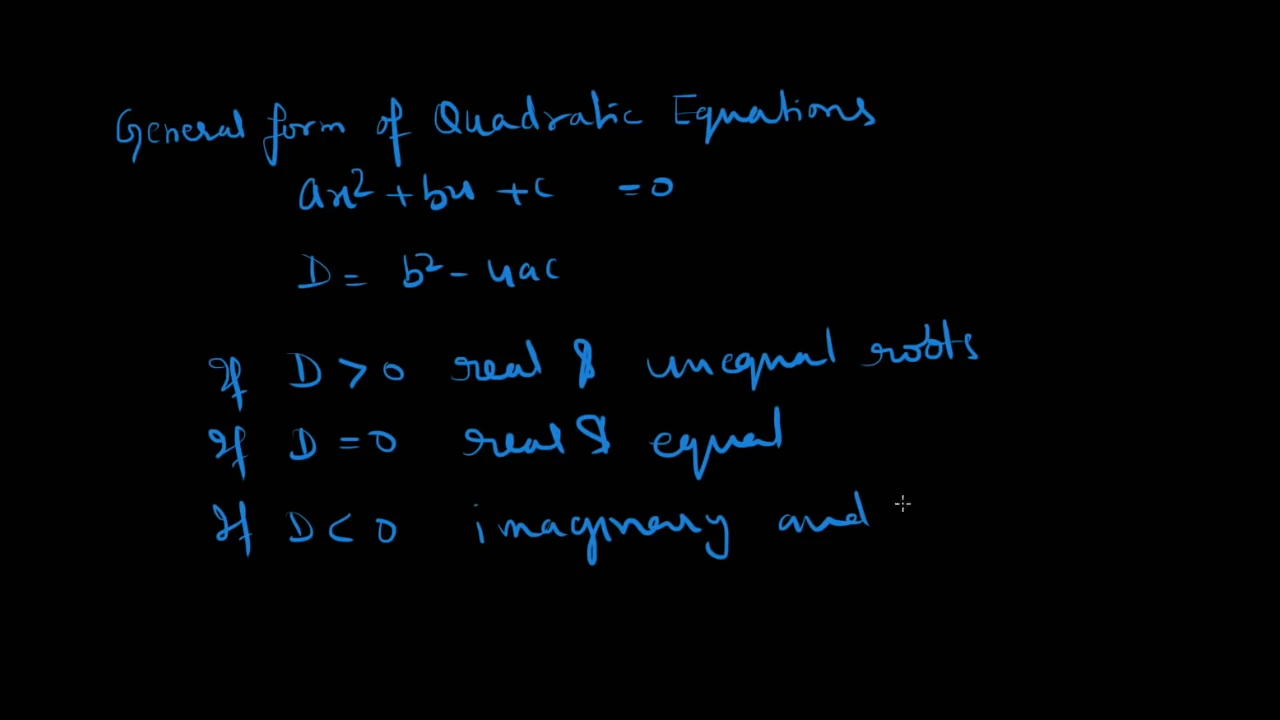 General form of Quadratic Equations
ax² + bx + c = 0
D = b² - 4ac
If D > 0 real & unequal roots
If D = 0 real & equal
If D < 0 imaginary and